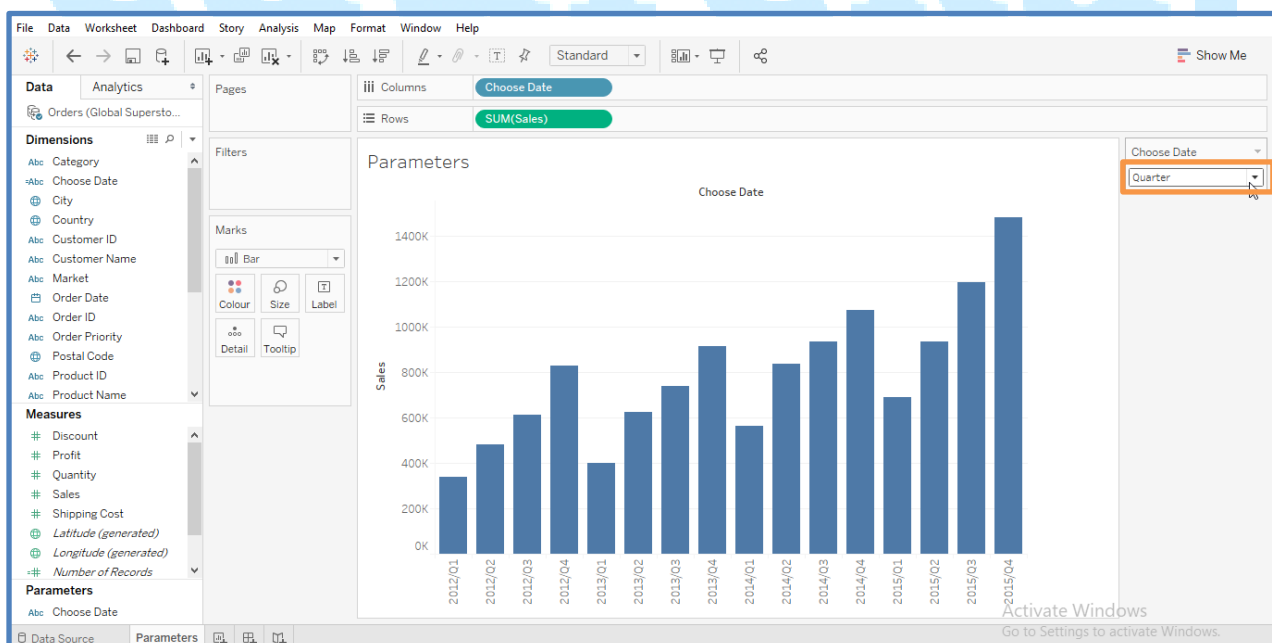 File Data Worksheet Dashboard Story Analysis Map Format Window Help
Standard
Show Me
Data Analytics
Orders (Global Supersto...
Dimensions
Abc Category
=Abc Choose Date
City
Country
Abc Customer ID
Abc Customer Name
Abc Market
Order Date
Abc Order ID
Abc Order Priority
Postal Code
Abc Product ID
Abc Product Name
Measures
# Discount
# Profit
# Quantity
# Sales
# Shipping Cost
Latitude (generated)
Longitude (generated)
=# Number of Records
Parameters
Abc Choose Date
Pages
Filters
Marks
Bar
Colour Size Label
Detail Tooltip
Columns Choose Date
Rows SUM(Sales)
Parameters
Choose Date
Sales
1400K
1200K
1000K
800K
600K
400K
200K
0K
2012/Q1 2012/Q2 2012/Q3 2012/Q4 2013/Q1 2013/Q2 2013/Q3 2013/Q4 2014/Q1 2014/Q2 2014/Q3 2014/Q4 2015/Q1 2015/Q2 2015/Q3 2015/Q4
Choose Date
Quarter
Activate Windows
Go to Settings to activate Windows.
Data Source Parameters